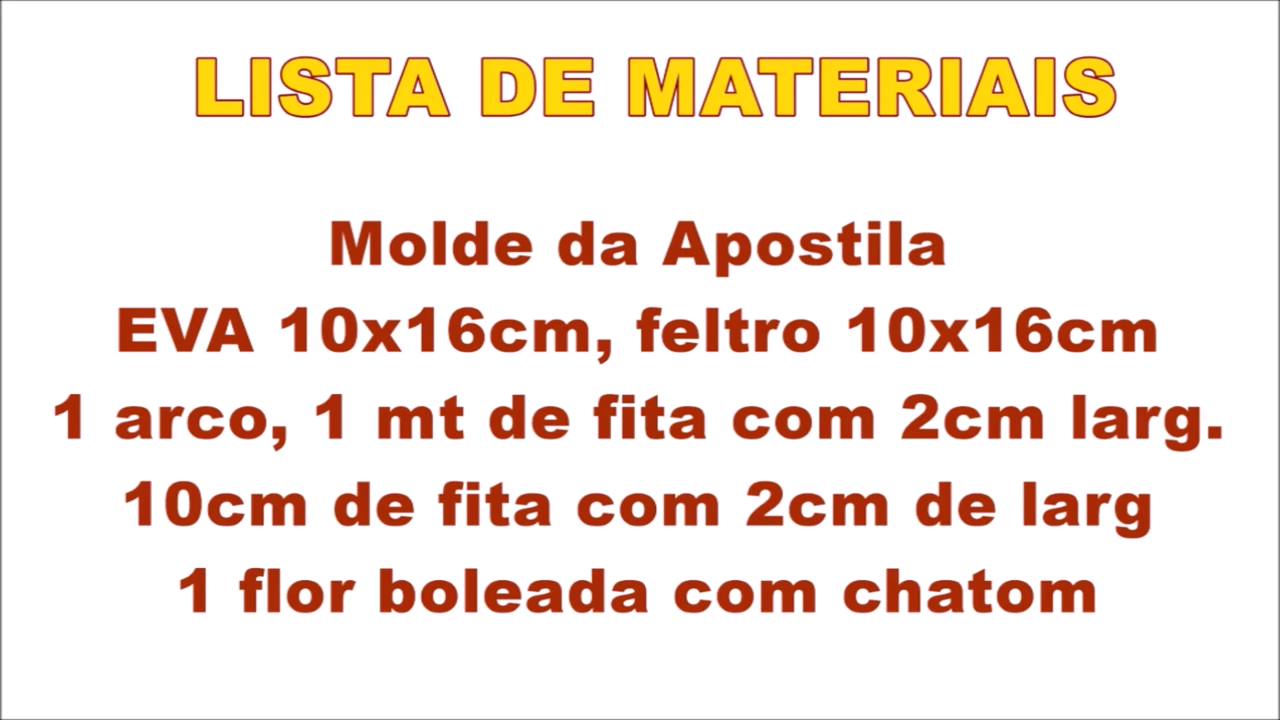 LISTA DE MATERIAIS
Molde da Apostila
EVA 10x16cm, feltro 10x16cm
1 arco, 1 mt de fita com 2cm larg.
10cm de fita com 2cm de larg
1 flor boleada com chatom